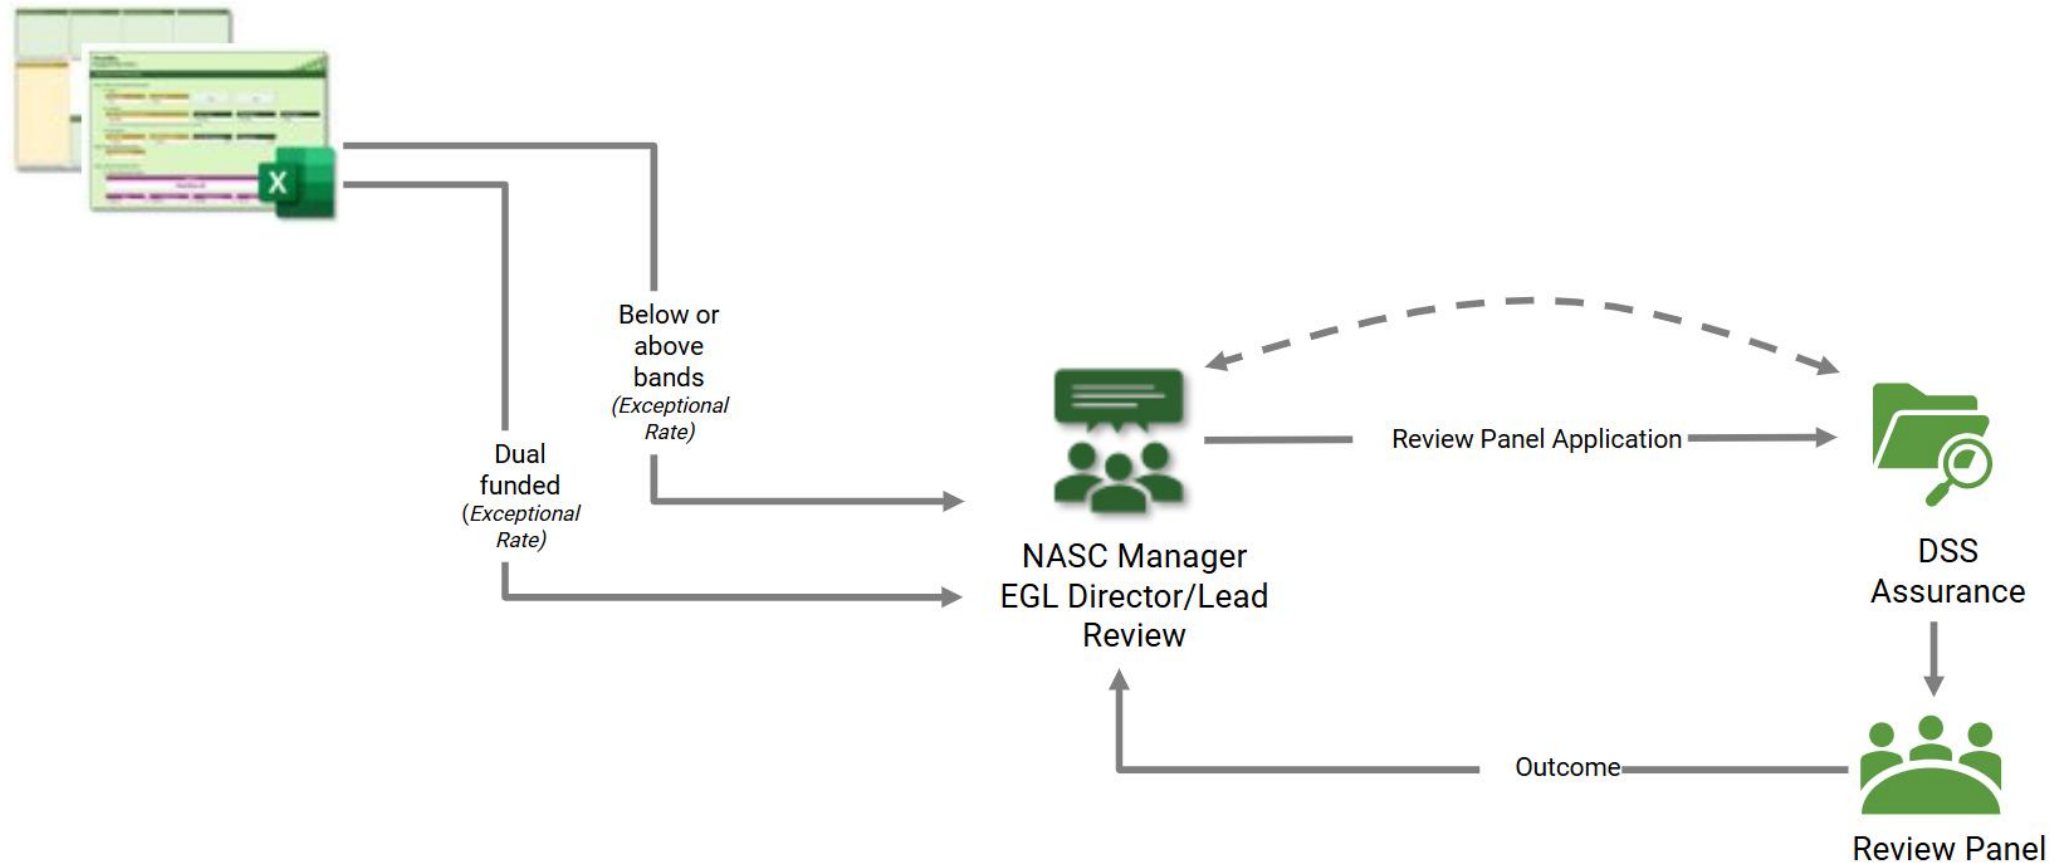 X
Below or
above
bands
(Exceptional
Rate)
Dual
funded
(Exceptional
Rate)
Review Panel Application
NASC Manager
EGL Director/Lead
Review
DSS
Assurance
Outcome
Review Panel